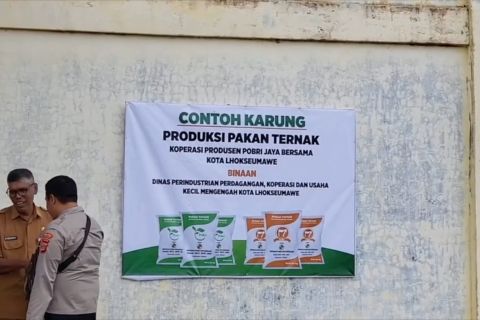 CONTOH KARUNG
PRODUKSI PAKAN TERNAK
KOPERASI PRODUSEN POBRI JAYA BERSAMA
KOTA LHOKSEUMAWE
BINAAN
DINAS PERINDUSTRIAN PERDAGANGAN, KOPERASI DAN USAHA
KECIL MENGENGAH KOTA LHOKSEUMAWE